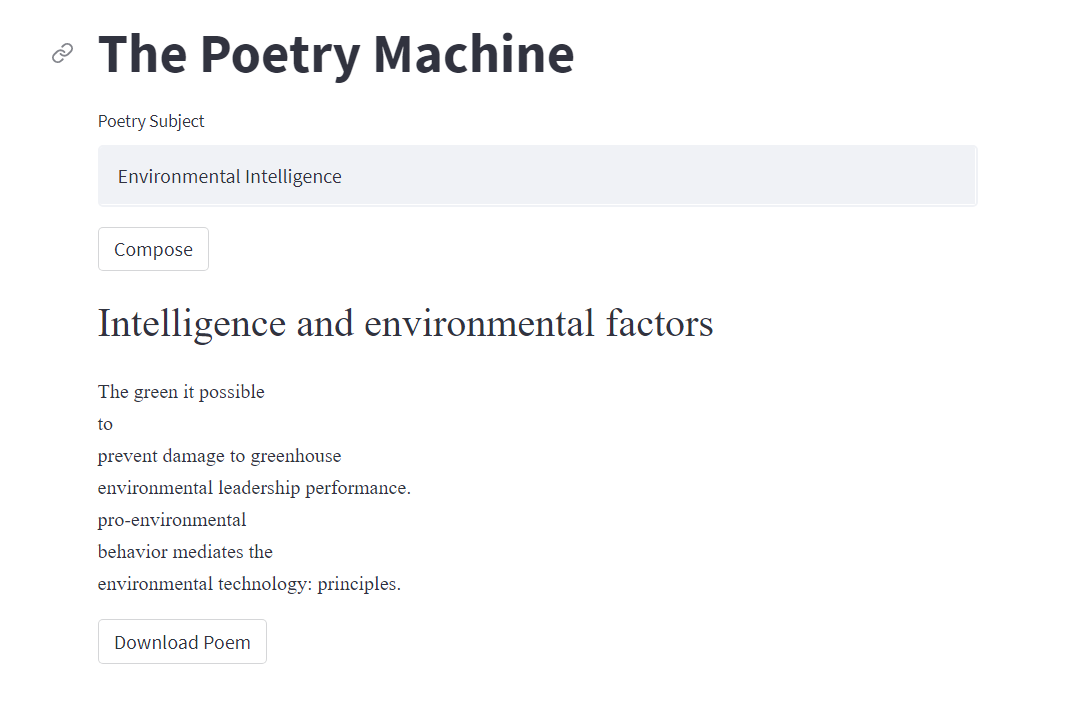 The Poetry Machine
Poetry Subject
Environmental Intelligence
Compose
Intelligence and environmental factors
The green it possible
to
prevent damage to greenhouse
environmental leadership performance.
pro-environmental
behavior mediates the
environmental technology: principles.
Download Poem